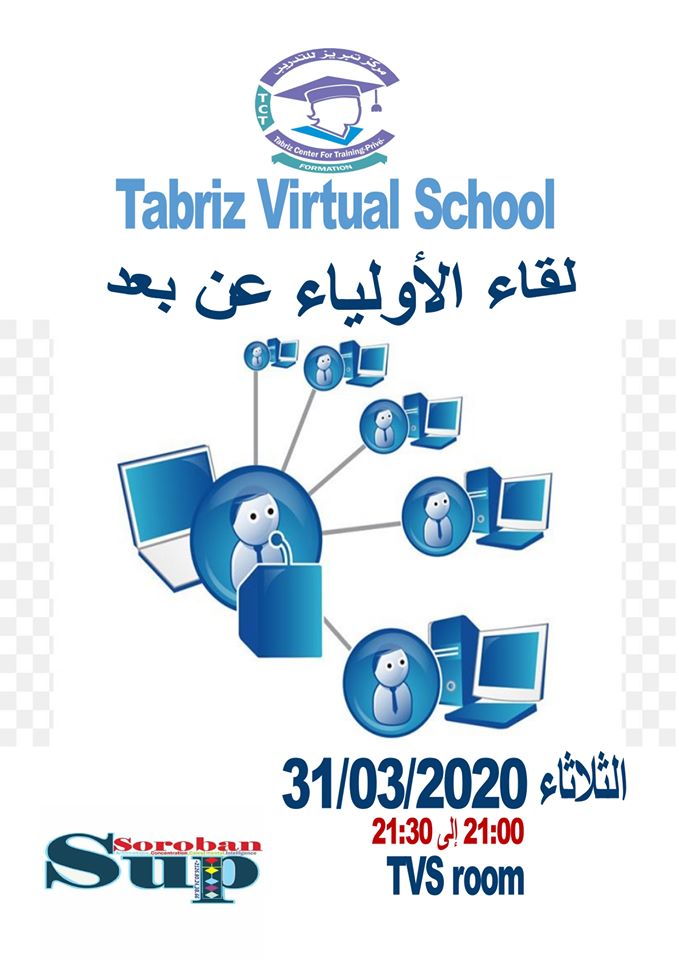 مركز تبريز للتدريب
TCT
Tabriz Center For Training-Privé-
FORMATION
Tabriz Virtual School
لقاء الأولياء عن بعد
الثلاثاء 31/03/2020
21:00 إلى 21:30
TVS room
Soroban
Sup